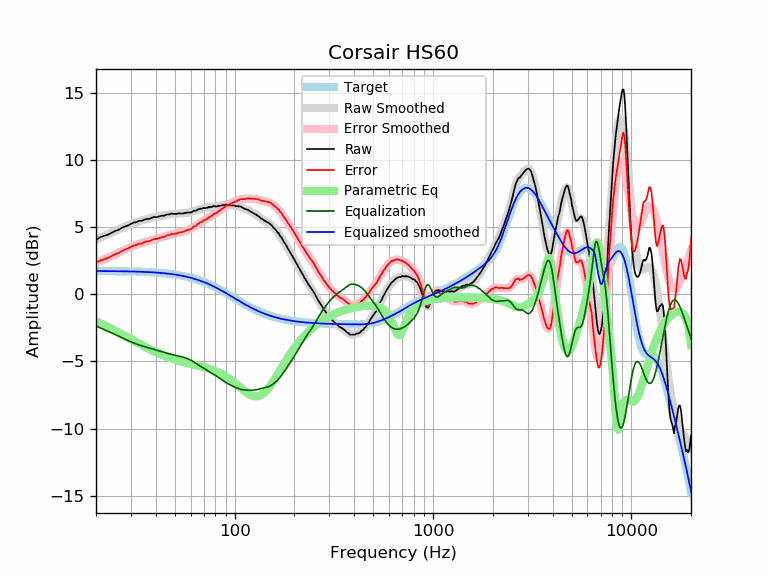 Corsair HS60
Target
Raw Smoothed
Error Smoothed
Raw
Error
Parametric Eq
Equalization
Equalized smoothed
Amplitude (dBr)
15
10
5
0
−5
−10
−15
100
1000
10000
Frequency (Hz)